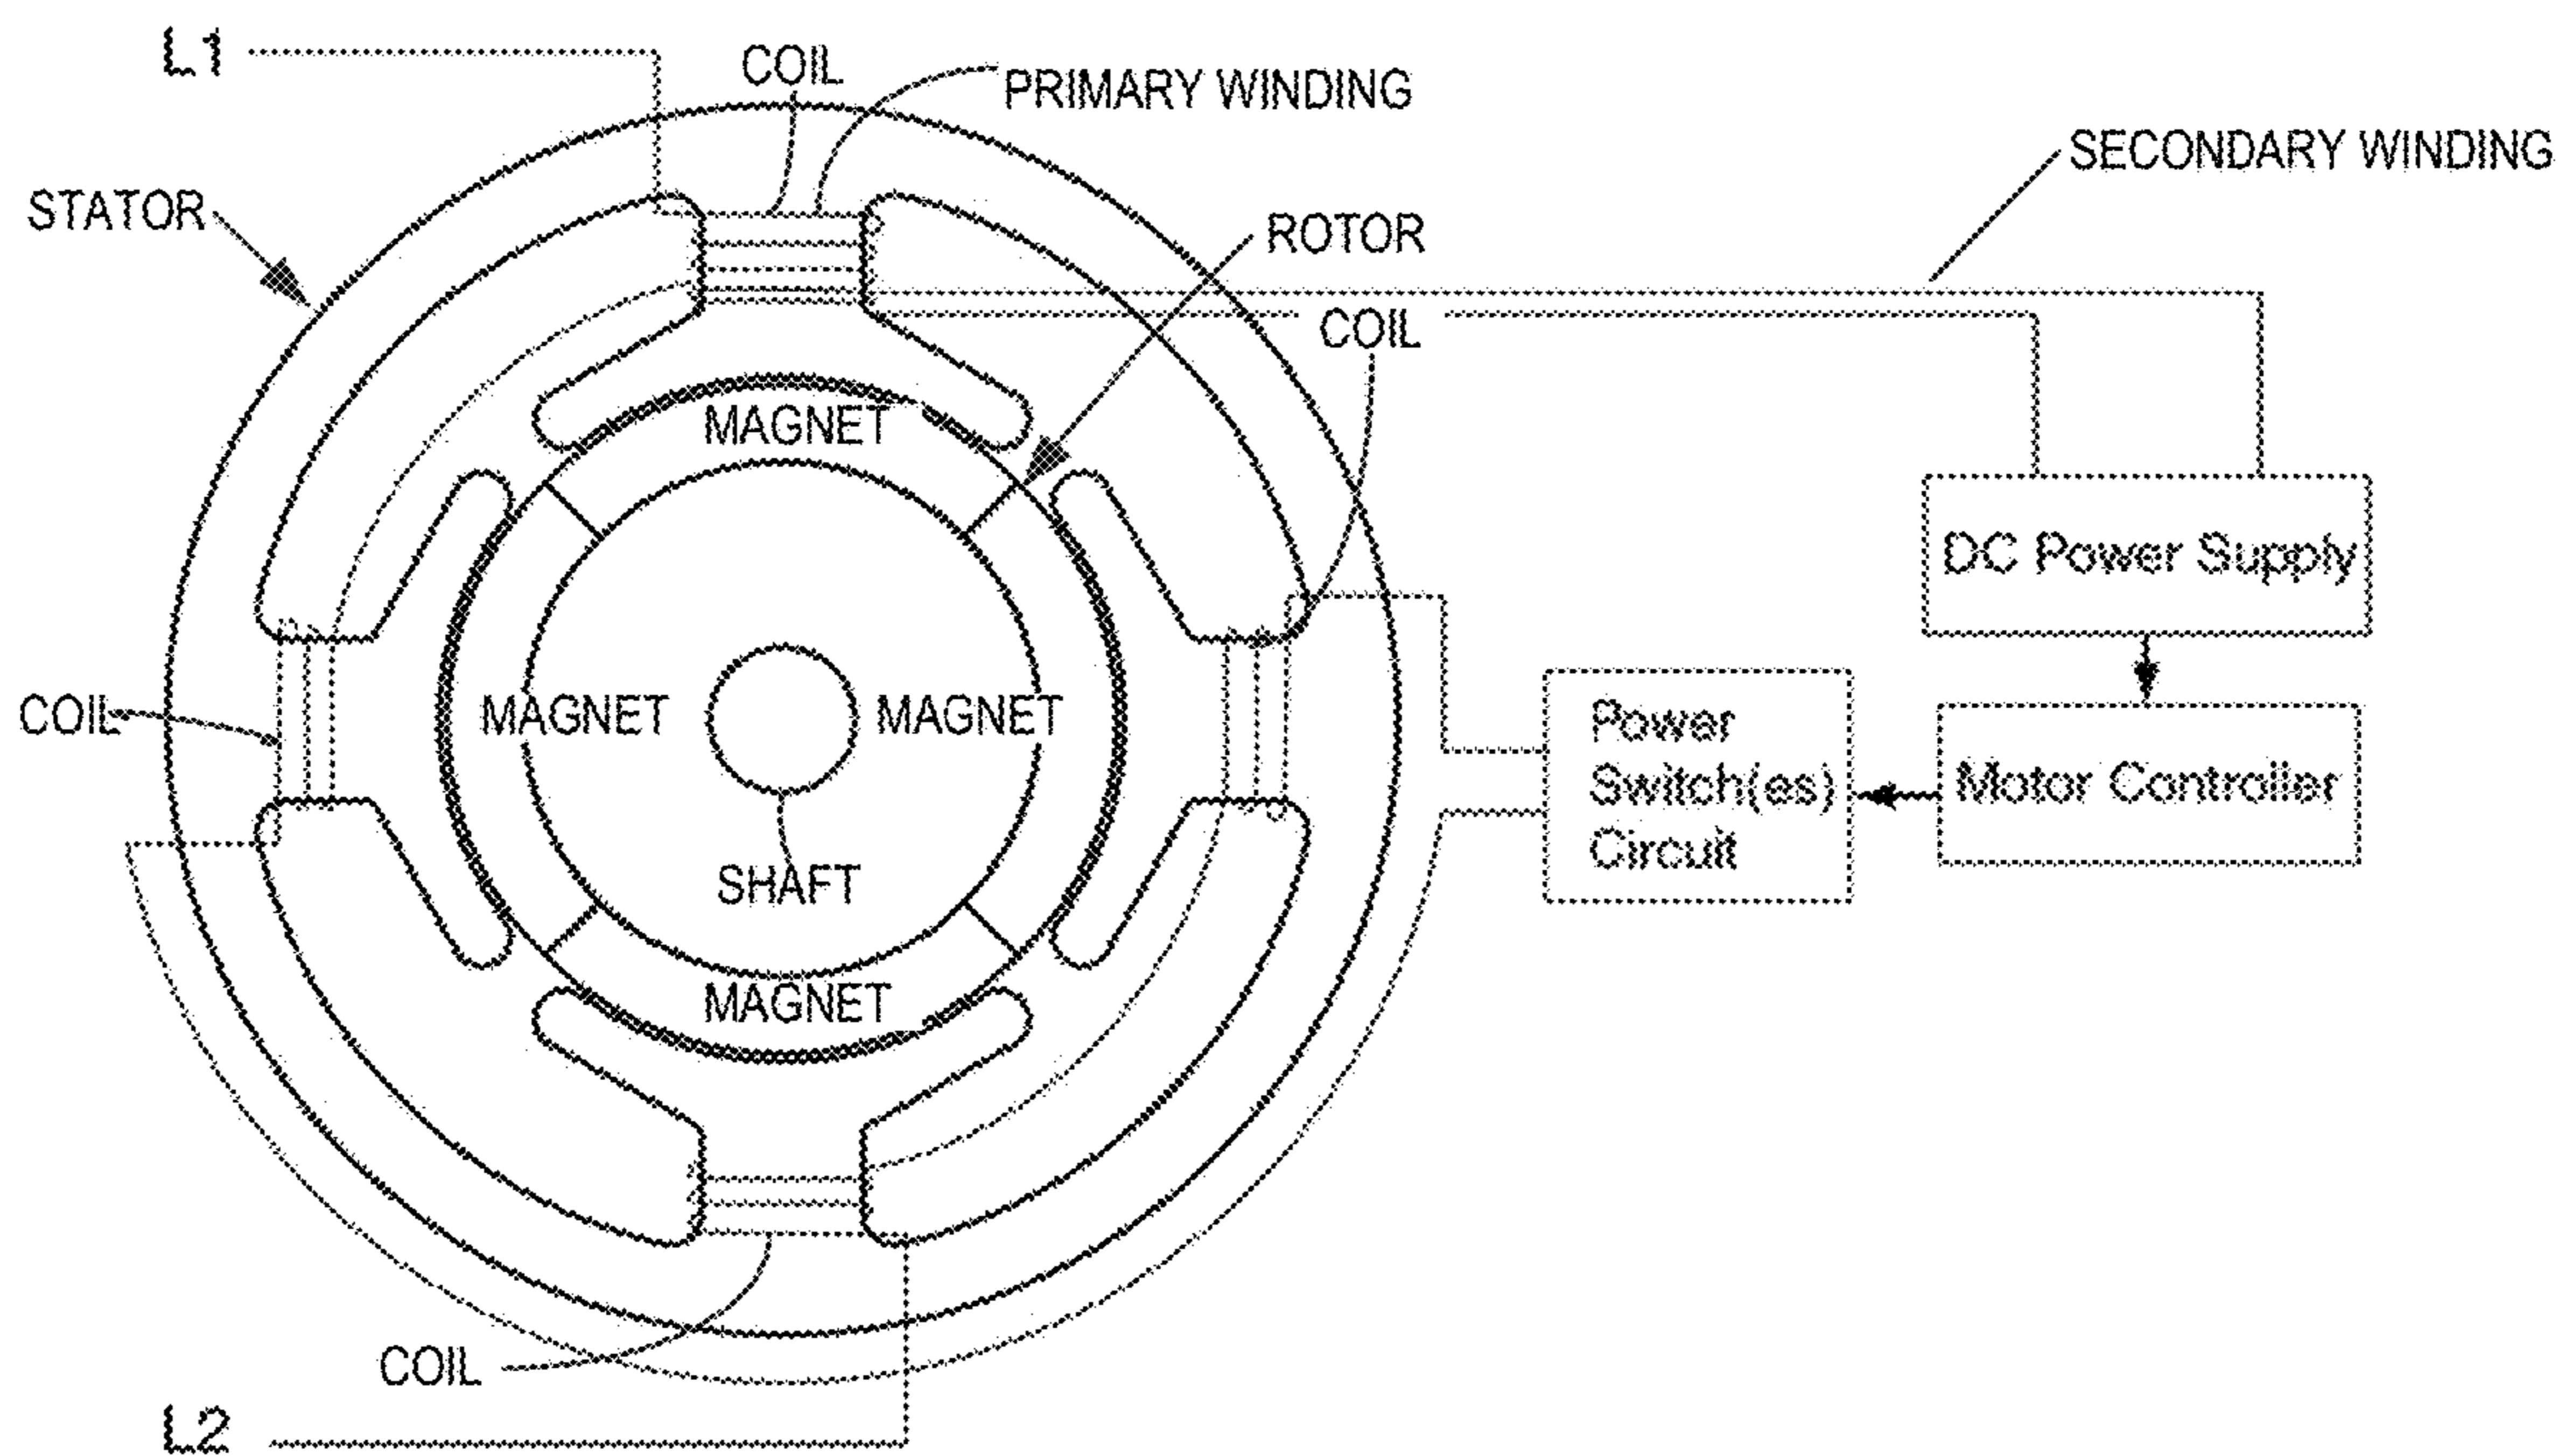 L1
COIL
PRIMARY WINDING
SECONDARY WINDING
STATOR
ROTOR
COIL
MAGNET
DC Power Supply
COIL
MAGNET
MAGNET
Power
Switch(es)
Circuit
Motor Controller
SHAFT
MAGNET
COIL
L2